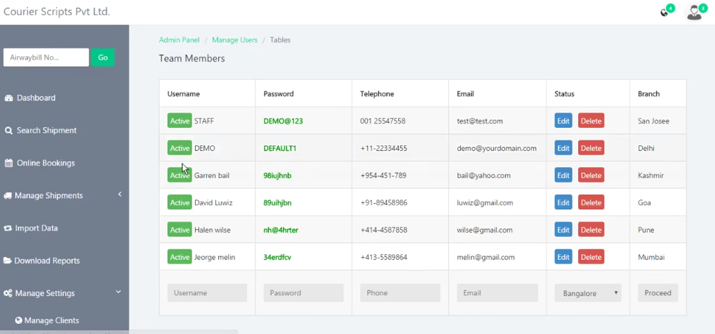 Courier Scripts Pvt Ltd.
4
3
Airwaybill No...
Go
Dashboard
Search Shipment
Online Bookings
Manage Shipments
Import Data
Download Reports
Manage Settings
Manage Clients
Admin Panel / Manage Users / Tables
Team Members
Username Password Telephone Email Status Branch
Active STAFF DEMO@123 001 25547558 test@test.com Edit Delete San Josee
Active DEMO DEFAULT1 +11-22334455 demo@yourdomain.com Edit Delete Delhi
Active Garren bail 98iujhnb +954-451-789 bail@yahoo.com Edit Delete Kashmir
Active David Luwiz 89uihjbn +91-89458986 luwiz@gmail.com Edit Delete Goa
Active Halen wilse nh@4hrter +414-4587858 wilse@gmail.com Edit Delete Pune
Active Jeorge melin 34erdfcv +413-5589864 melin@gmail.com Edit Delete Mumbai
Username Password Phone Email Bangalore Proceed